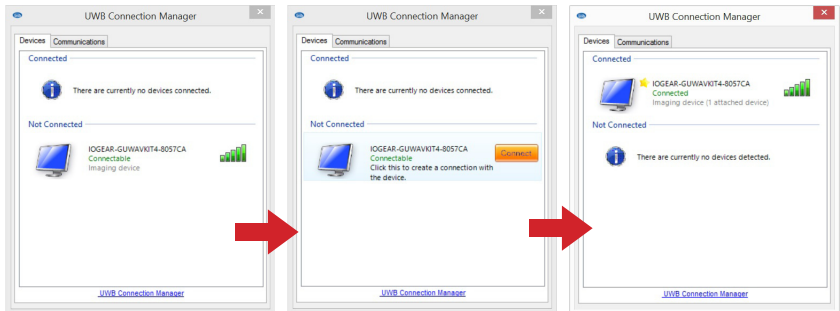 UWB Connection Manager
Devices Communications
Connected
There are currently no devices connected.
Not Connected
IOGEAR-GUWAVKIT4-8057CA
Connectable
Imaging device
UWB Connection Manager
UWB Connection Manager
Devices Communications
Connected
There are currently no devices connected.
Not Connected
IOGEAR-GUWAVKIT4-8057CA
Connectable
Click this to create a connection with
the device.
Connect
UWB Connection Manager
UWB Connection Manager
Devices Communications
Connected
IOGEAR-GUWAVKIT4-8057CA
Connected
Imaging device (1 attached device)
Not Connected
There are currently no devices detected.
UWB Connection Manager